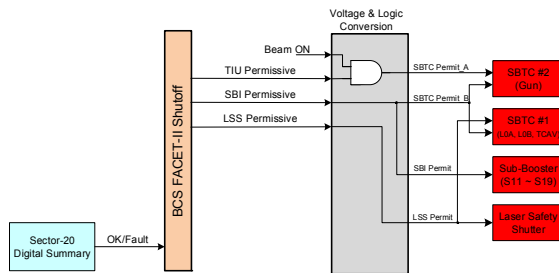 Voltage & Logic
Conversion
Beam ON
TIU Permissive
SBI Permissive
LSS Permissive
BCS FACET-II Shutoff
SBTC Permit_A
SBTC Permit_B
SBI Permit
LSS Permit
SBTC #2
(Gun)
SBTC #1
(L0A, L0B, TCAV)
Sub-Booster
(S11 ~ S19)
Laser Safety
Shutter
Sector-20
Digital Summary
OK/Fault